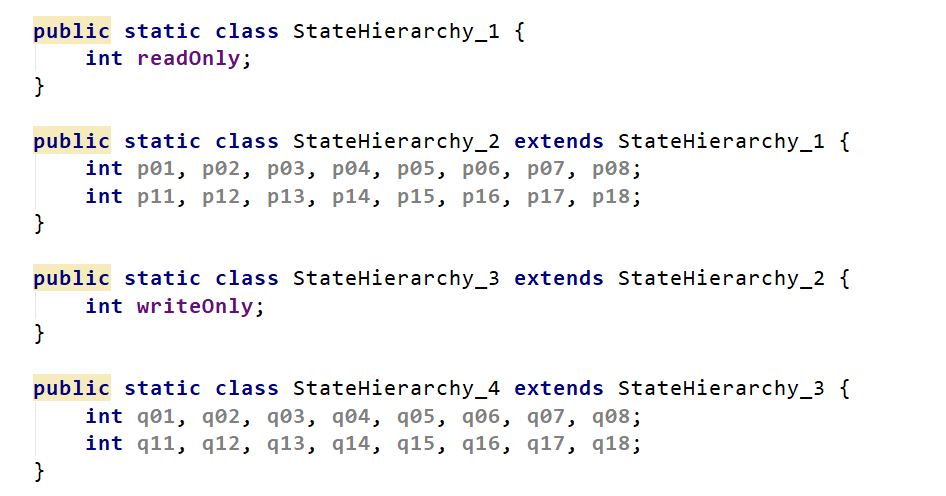 public static class StateHierarchy_1 {
    int readOnly;
}
public static class StateHierarchy_2 extends StateHierarchy_1 {
    int p01, p02, p03, p04, p05, p06, p07, p08;
    int p11, p12, p13, p14, p15, p16, p17, p18;
}
public static class StateHierarchy_3 extends StateHierarchy_2 {
    int writeOnly;
}
public static class StateHierarchy_4 extends StateHierarchy_3 {
    int q01, q02, q03, q04, q05, q06, q07, q08;
    int q11, q12, q13, q14, q15, q16, q17, q18;
}